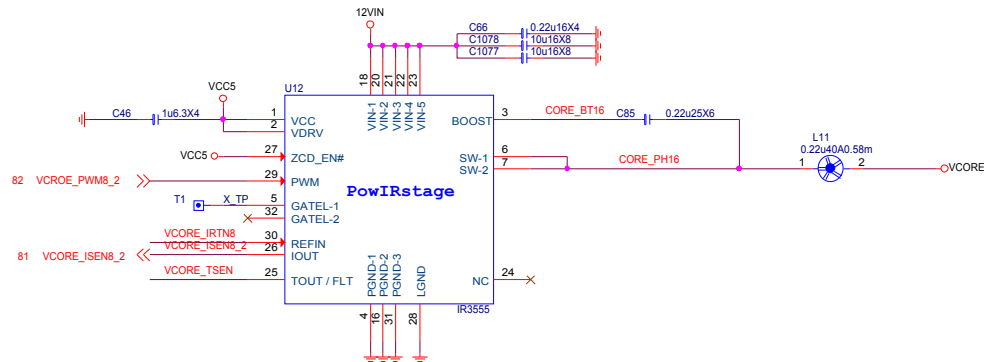 12VIN
C66 0.22u16X4
C1078 10u16X8
C1077 10u16X8
18 20 21 22 23
U12
VCC5
C46 1u6.3X4
1 VCC
2 VDRV
VIN-1 VIN-2 VIN-3 VIN-4 VIN-5
BOOST 3 CORE_BT16 C85 0.22u25X6
VCC5 27 ZCD_EN#
SW-1 6
SW-2 7 CORE_PH16
L11
0.22u40A0.58m
1 2 VCORE
82 VCROE_PWM8_2 29 PWM
PowIRstage
T1 X_TP 5 GATEL-1
32 GATEL-2
VCORE_IRTN8 30 REFIN
81 VCORE_ISEN8_2 VCORE_ISEN8_2 26 IOUT
VCORE_TSEN 25 TOUT / FLT
PGND-1 PGND-2 PGND-3 LGND
NC 24
IR3555
4 16 31 28